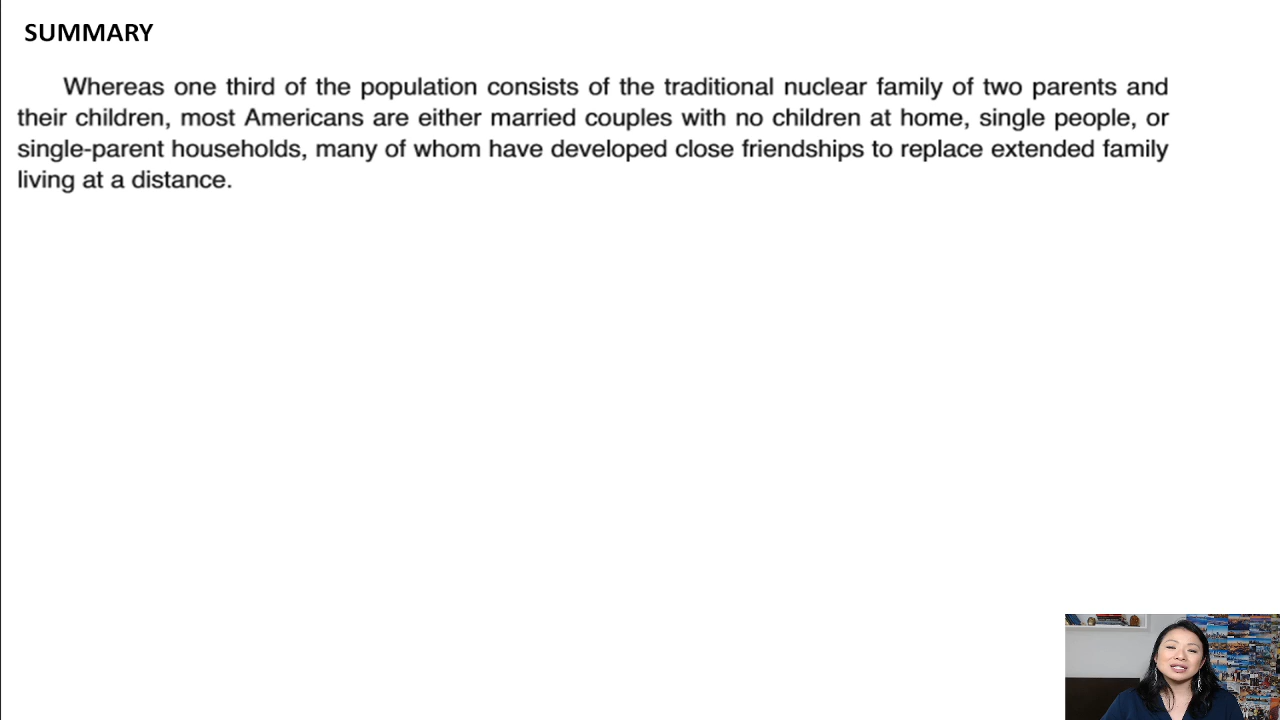 SUMMARY
Whereas one third of the population consists of the traditional nuclear family of two parents and
their children, most Americans are either married couples with no children at home, single people, or
single-parent households, many of whom have developed close friendships to replace extended family
living at a distance.